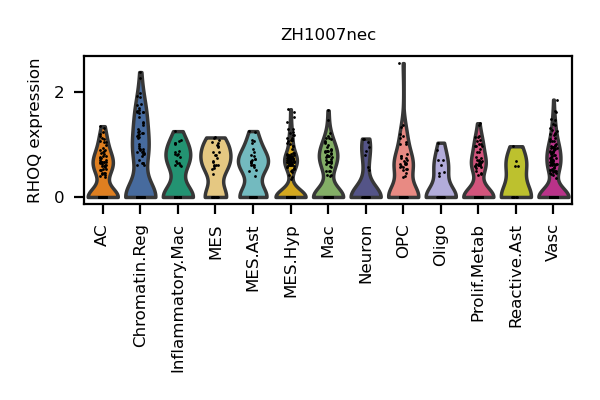 ZH1007nec
RHOQ expression
2
0
AC
Chromatin.Reg
Inflammatory.Mac
MES
MES.Ast
MES.Hyp
Mac
Neuron
OPC
Oligo
Prolif.Metab
Reactive.Ast
Vasc